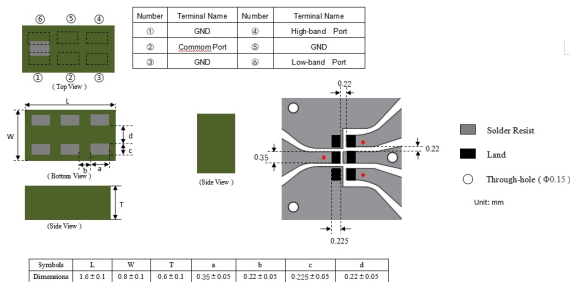 ⑥ ⑤ ④
① ② ③
( Top View )
Number Terminal Name Number Terminal Name
① GND ④ High-band Port
② Commom Port ⑤ GND
③ GND ⑥ Low-band Port
L
W
d
c
b a
( Bottom View )
T
(Side View )
(Side View )
0.22
0.22
0.35
0.225
Solder Resist
Land
Through-hole ( Φ0.15 )
Unit: mm
Symbols L W T a b c d
Dimensions 1.6±0.1 0.8±0.1 0.6±0.1 0.35±0.05 0.22±0.05 0.225±0.05 0.22±0.05